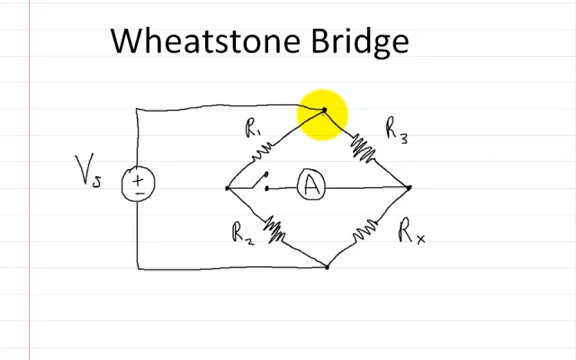 Wheatstone Bridge
R₁
R₃
Vs
+
−
A
R₂
Rx